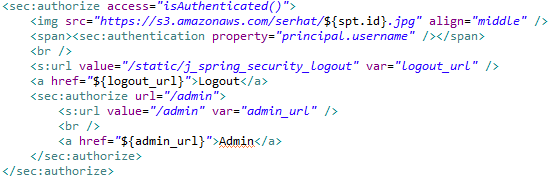 <sec:authorize access="isAuthenticated()">
<img src="https://s3.amazonaws.com/serhat/${spt.id}.jpg" align="middle" />
<span><sec:authentication property="principal.username" /></span>
<br />
<s:url value="/static/j_spring_security_logout" var="logout_url" />
<a href="${logout_url}">Logout</a>
<sec:authorize url="/admin">
<s:url value="/admin" var="admin_url" />
<br />
<a href="${admin_url}">Admin</a>
</sec:authorize>
</sec:authorize>